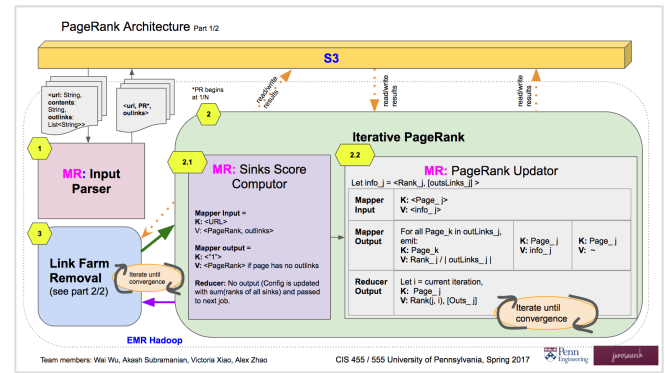 PageRank Architecture Part 1/2
S3
<url: String,
contents:
String,
outlinks:
List<String>>
<url, PR*,
outlinks>
*PR begins
at 1/N
read/write
results
read/write
results
read/write
results
1
MR: Input
Parser
2
Iterative PageRank
2.1
MR: Sinks Score
Computor
Mapper Input =
K: <URL>
V: <PageRank, outlinks>
Mapper output =
K: <"1">
V: <PageRank> if page has no outlinks
Reducer: No output (Config is updated
with sum(ranks of all sinks) and passed
to next job.
2.2
MR: PageRank Updator
Let info_j = <Rank_j, [outsLinks_j] >
Mapper
Input
K: <Page_ j>
V: <info_j>
Mapper
Output
For all Page_k in outLinks_j,
emit:
K: Page_k
V: Rank_j / | outLinks_j |
K: Page_ j
V: info_j
K: Page_ j
V: ~
Reducer
Output
Let i = current iteration,
K: Page_ j
V: Rank(j, i), [Outs_j]
Iterate until
convergence
3
Link Farm
Removal
(see part 2/2)
Iterate until
convergence
EMR Hadoop
Team members: Wai Wu, Akash Subramanian, Victoria Xiao, Alex Zhao
CIS 455 / 555 University of Pennsylvania, Spring 2017
Penn
Engineering